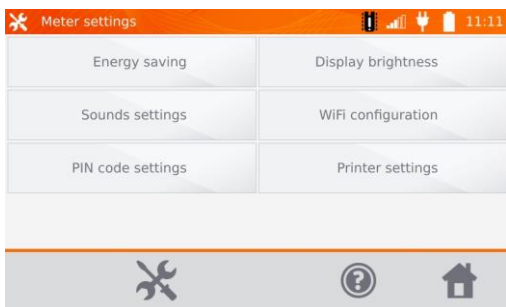 Meter settings 11:11
Energy saving Display brightness
Sounds settings WiFi configuration
PIN code settings Printer settings
?